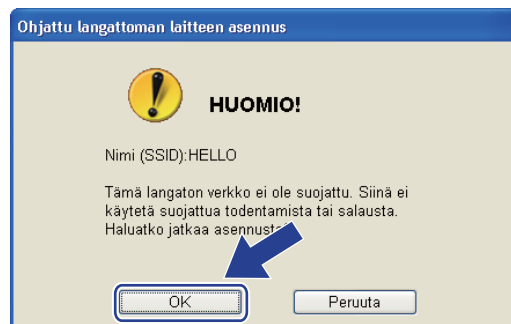 Ohjattu langattoman laitteen asennus
HUOMIO!
Nimi (SSID):HELLO
Tämä langaton verkko ei ole suojattu. Siinä ei
käytetä suojattua todentamista tai salausta.
Haluatko jatkaa asennusta
OK
Peruuta